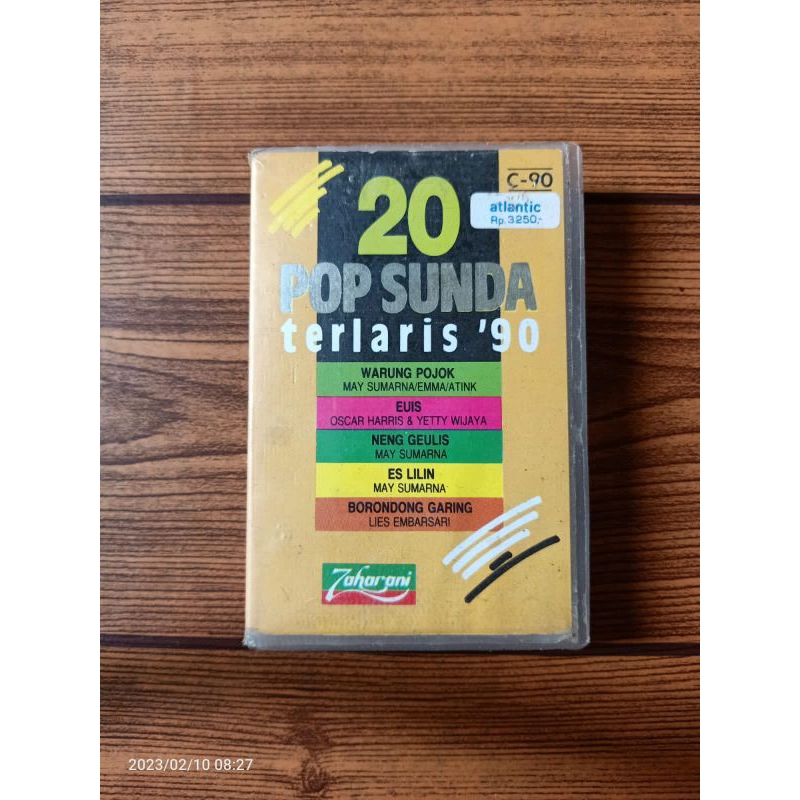 20
C-90
atlantic
Rp.3250,-
POP SUNDA
terlaris '90
WARUNG POJOK
MAY SUMARNA/EMMA/ATINK
EUIS
OSCAR HARRIS & YETTY WIJAYA
NENG GEULIS
MAY SUMARNA
ES LILIN
MAY SUMARNA
BORONDONG GARING
LIES EMBARSARI
Zaharani
2023/02/10 08:27